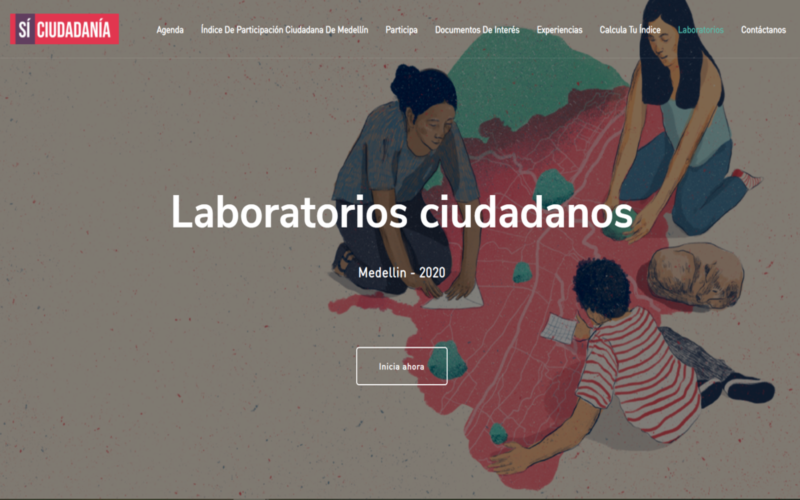 SÍ CIUDADANÍA
Agenda
Índice De Participación Ciudadana De Medellín
Participa
Documentos De Interés
Experiencias
Calcula Tu Índice
Laboratorios
Contáctanos
Laboratorios ciudadanos
Medellin - 2020
Inicia ahora